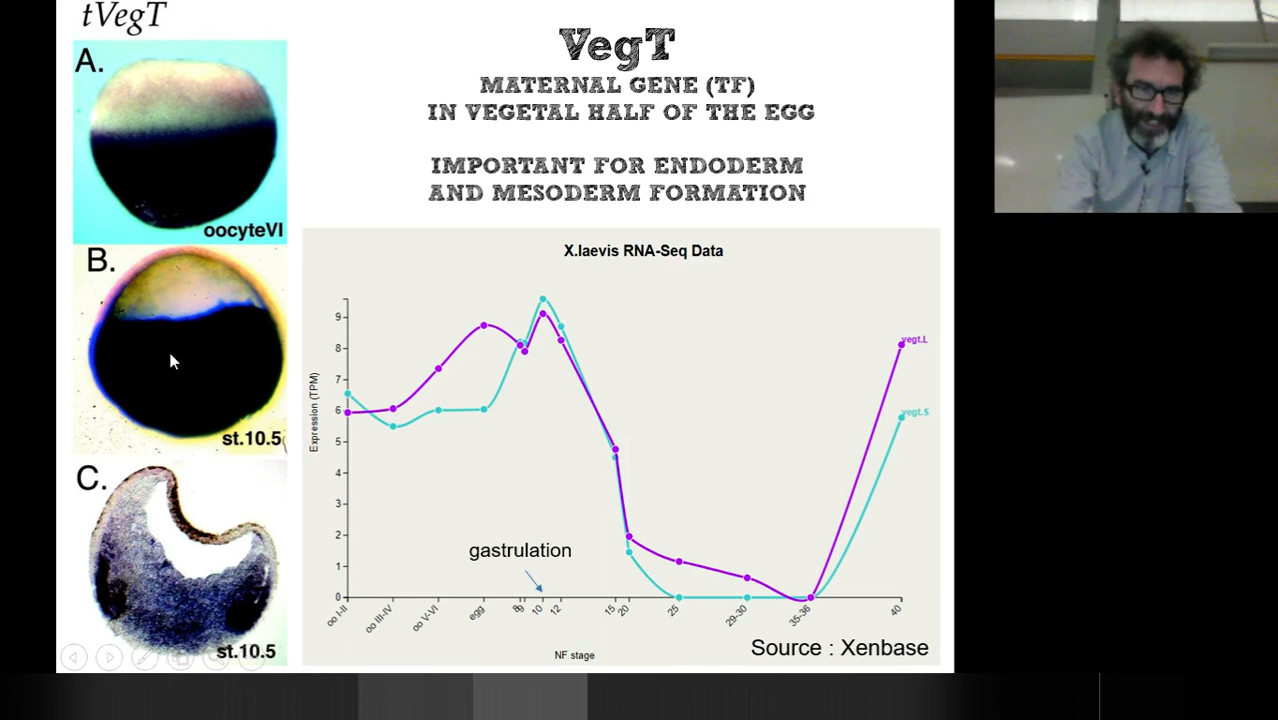 tVegT
A.
oocyteVI
B.
st.10.5
C.
st.10.5
VegT
MATERNAL GENE (TF)
IN VEGETAL HALF OF THE EGG
IMPORTANT FOR ENDODERM
AND MESODERM FORMATION
X.laevis RNA-Seq Data
Expression (TPM)
9
8
7
6
5
4
3
2
1
0
vegt.L
vegt.S
gastrulation
oo I-II
oo III-IV
oo V-VI
egg
8
9
10
12
15
20
25
29-30
35-36
40
NF stage
Source : Xenbase